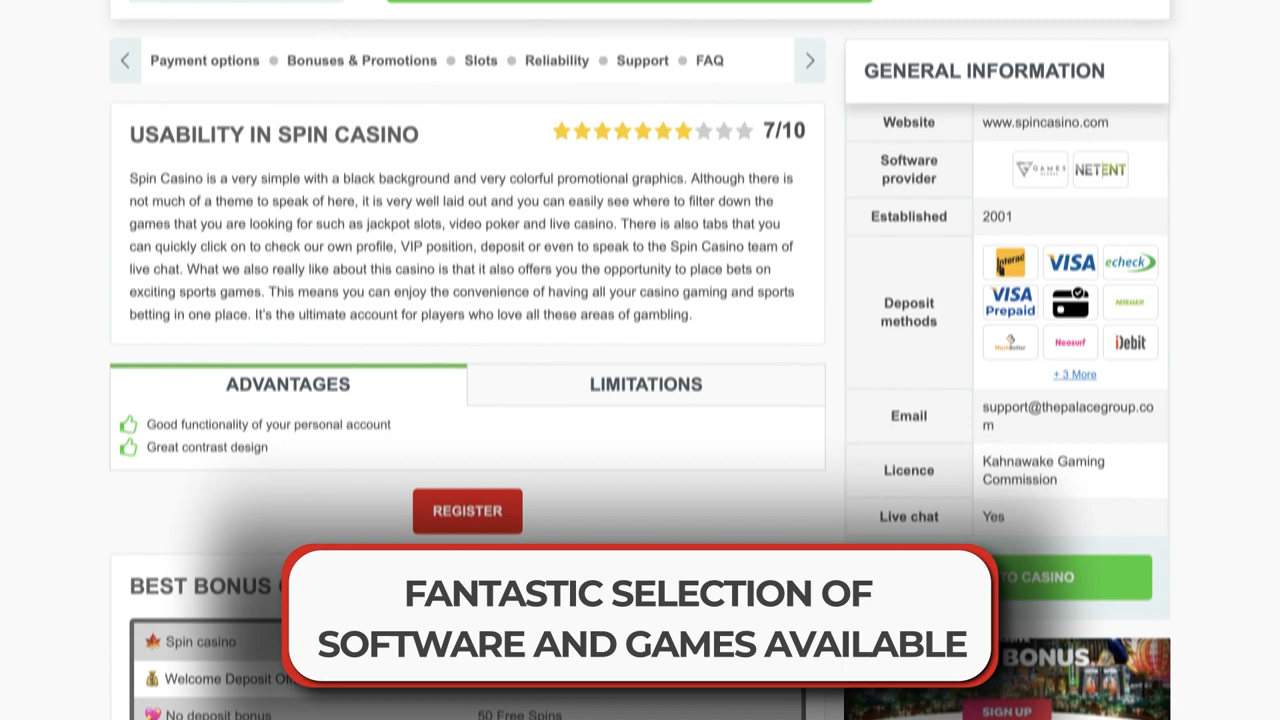 Payment options Bonuses & Promotions Slots Reliability Support FAQ
USABILITY IN SPIN CASINO 7/10
Spin Casino is a very simple with a black background and very colorful promotional graphics. Although there is
not much of a theme to speak of here, it is very well laid out and you can easily see where to filter down the
games that you are looking for such as jackpot slots, video poker and live casino. There is also tabs that you
can quickly click on to check our own profile, VIP position, deposit or even to speak to the Spin Casino team of
live chat. What we also really like about this casino is that it also offers you the opportunity to place bets on
exciting sports games. This means you can enjoy the convenience of having all your casino gaming and sports
betting in one place. It's the ultimate account for players who love all these areas of gambling.
ADVANTAGES LIMITATIONS
Good functionality of your personal account
Great contrast design
REGISTER
BEST BONUS
Spin casino
Welcome Deposit
No deposit bonus 50 Free Spins
GENERAL INFORMATION
Website www.spincasino.com
Software
provider
GAMES
GLOBAL NETENT
Established 2001
Deposit
methods
Interac VISA echeck
VISA
Prepaid
MuchBetter Neosurf iDebit
+ 3 More
Email
support@thepalacegroup.co
m
Licence
Kahnawake Gaming
Commission
Live chat Yes
TO CASINO
BONUS
SIGN UP
FANTASTIC SELECTION OF
SOFTWARE AND GAMES AVAILABLE